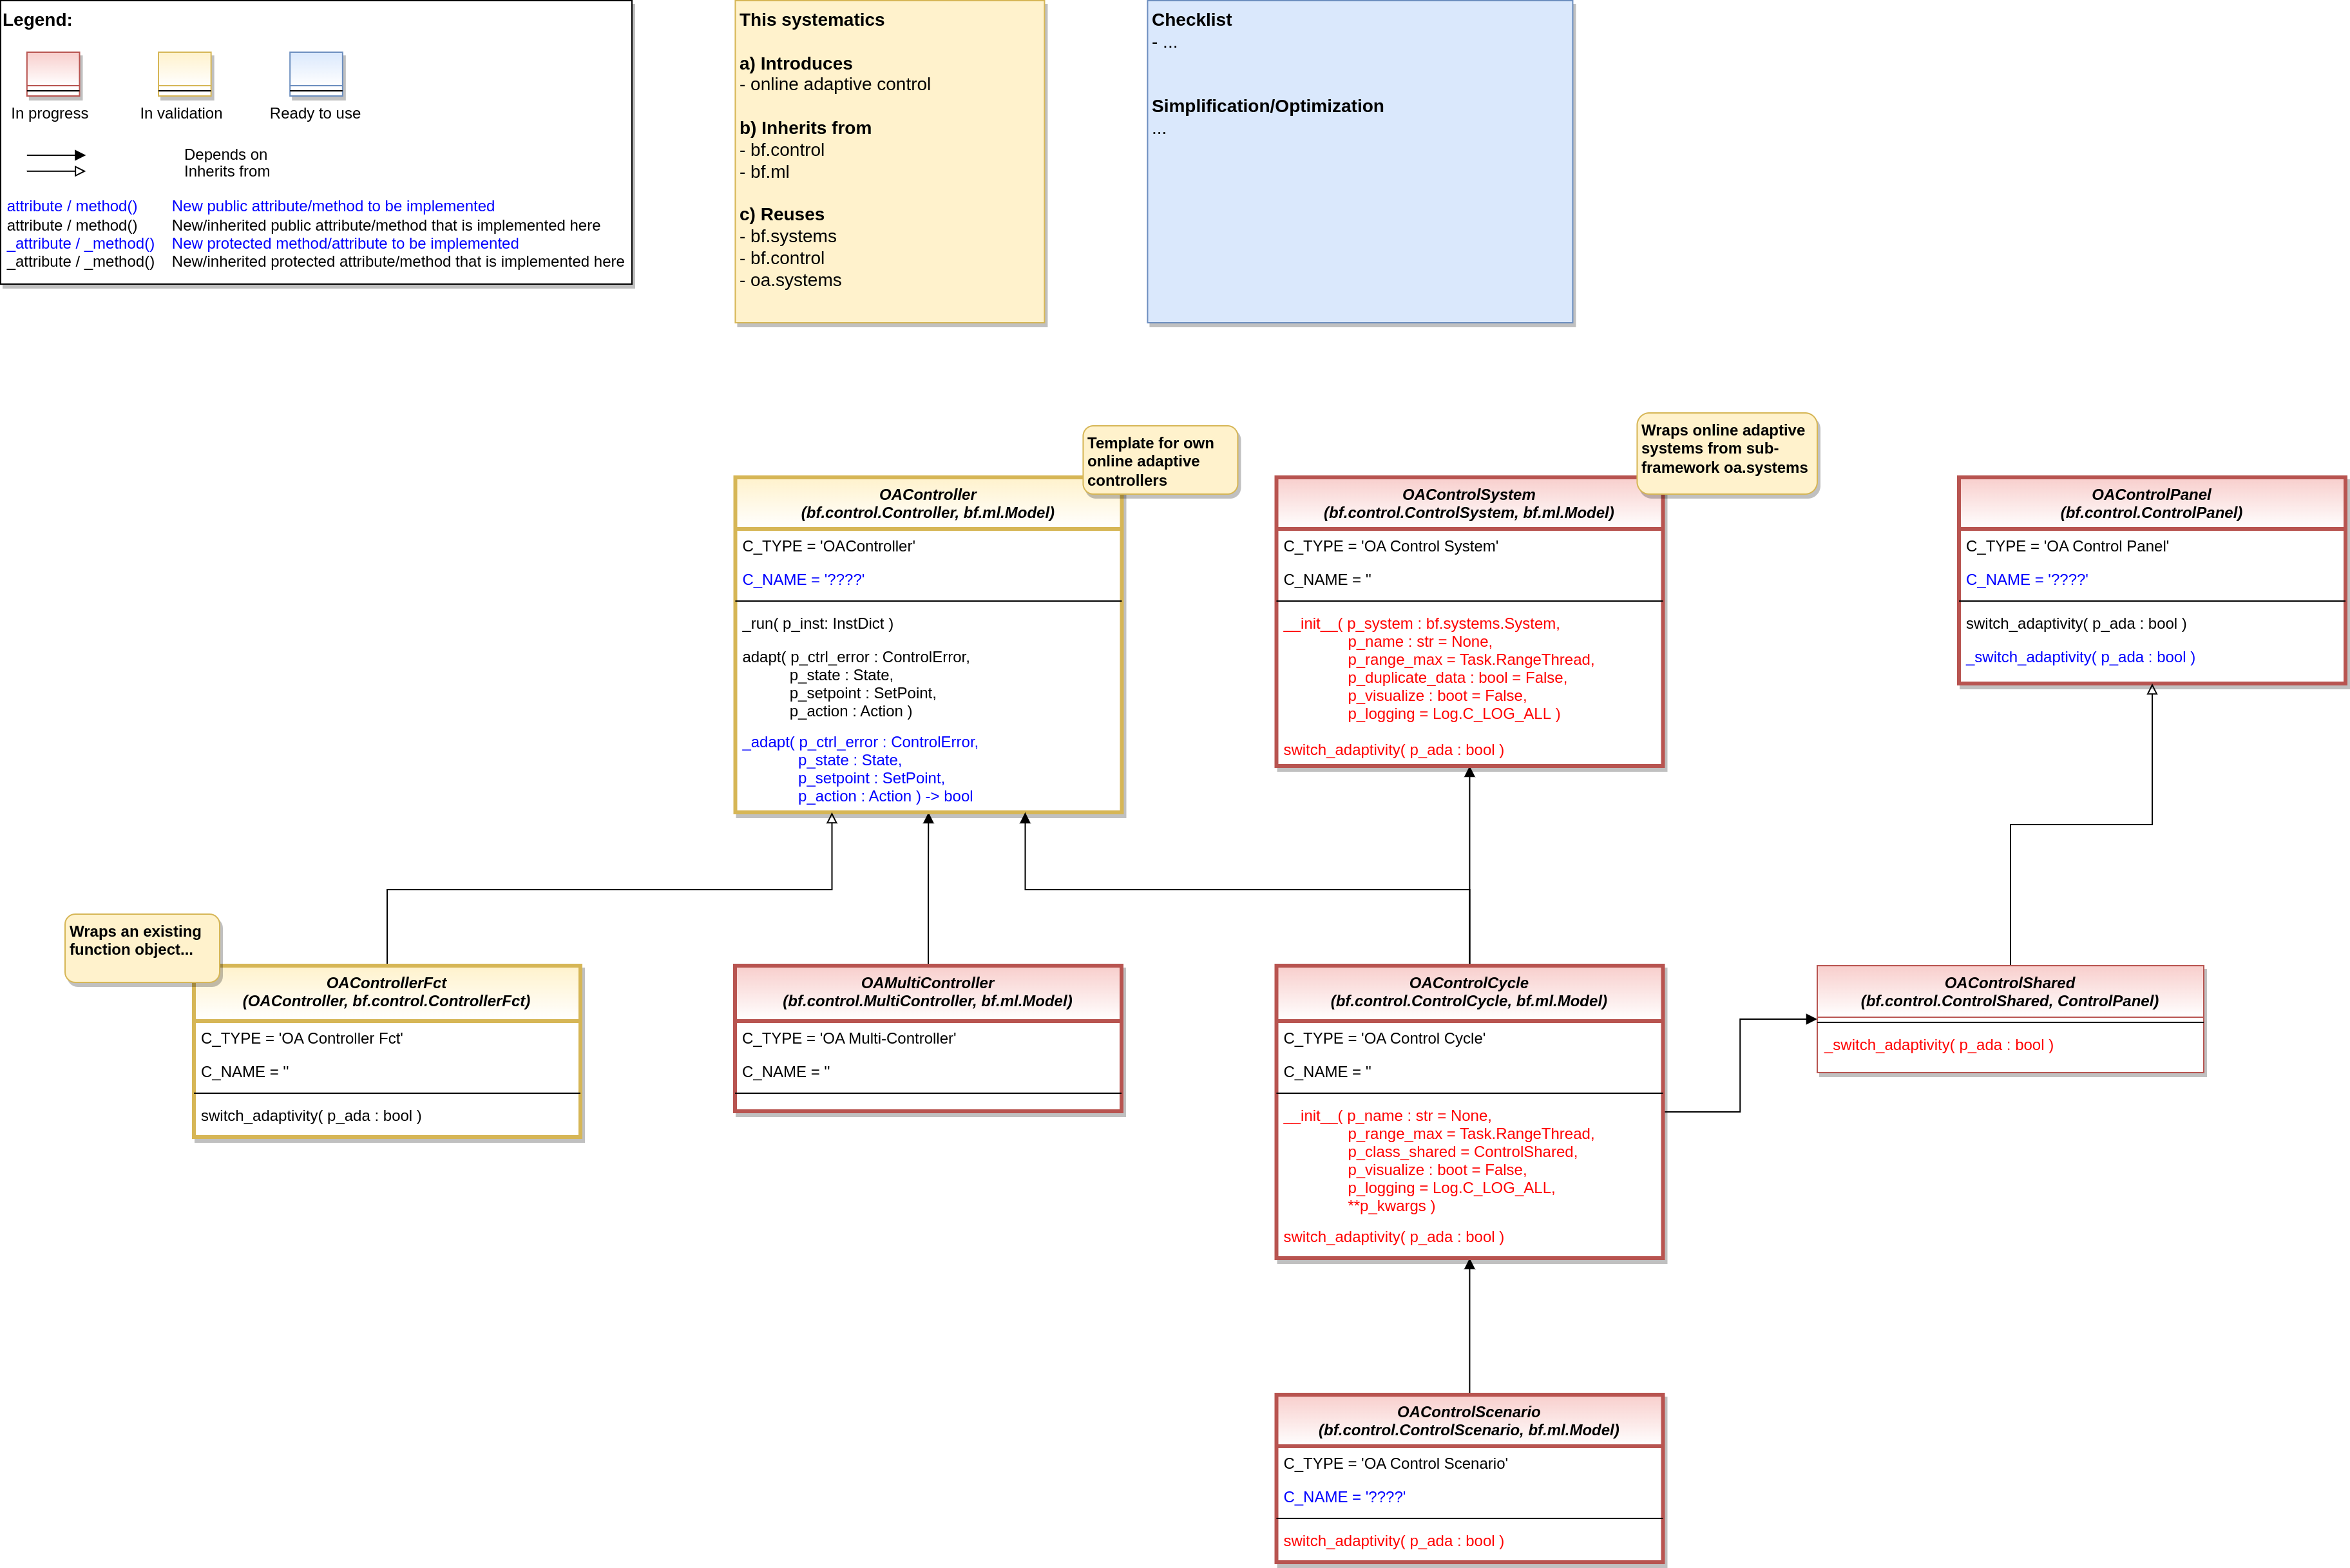 Legend:
In progress
In validation
Ready to use
Depends on
Inherits from
attribute / method() New public attribute/method to be implemented
attribute / method() New/inherited public attribute/method that is implemented here
_attribute / _method() New protected method/attribute to be implemented
_attribute / _method() New/inherited protected attribute/method that is implemented here
This systematics
a) Introduces
- online adaptive control
b) Inherits from
- bf.control
- bf.ml
c) Reuses
- bf.systems
- bf.control
- oa.systems
Checklist
- ...
Simplification/Optimization
...
Template for own
online adaptive
controllers
OAController
(bf.control.Controller, bf.ml.Model)
C_TYPE = 'OAController'
C_NAME = '????'
_run( p_inst: InstDict )
adapt( p_ctrl_error : ControlError,
p_state : State,
p_setpoint : SetPoint,
p_action : Action )
_adapt( p_ctrl_error : ControlError,
p_state : State,
p_setpoint : SetPoint,
p_action : Action ) -> bool
Wraps online adaptive
systems from sub-
framework oa.systems
OAControlSystem
(bf.control.ControlSystem, bf.ml.Model)
C_TYPE = 'OA Control System'
C_NAME = ''
__init__( p_system : bf.systems.System,
p_name : str = None,
p_range_max = Task.RangeThread,
p_duplicate_data : bool = False,
p_visualize : boot = False,
p_logging = Log.C_LOG_ALL )
switch_adaptivity( p_ada : bool )
OAControlPanel
(bf.control.ControlPanel)
C_TYPE = 'OA Control Panel'
C_NAME = '????'
switch_adaptivity( p_ada : bool )
_switch_adaptivity( p_ada : bool )
Wraps an existing
function object...
OAControllerFct
(OAController, bf.control.ControllerFct)
C_TYPE = 'OA Controller Fct'
C_NAME = ''
switch_adaptivity( p_ada : bool )
OAMultiController
(bf.control.MultiController, bf.ml.Model)
C_TYPE = 'OA Multi-Controller'
C_NAME = ''
OAControlCycle
(bf.control.ControlCycle, bf.ml.Model)
C_TYPE = 'OA Control Cycle'
C_NAME = ''
__init__( p_name : str = None,
p_range_max = Task.RangeThread,
p_class_shared = ControlShared,
p_visualize : boot = False,
p_logging = Log.C_LOG_ALL,
**p_kwargs )
switch_adaptivity( p_ada : bool )
OAControlShared
(bf.control.ControlShared, ControlPanel)
_switch_adaptivity( p_ada : bool )
OAControlScenario
(bf.control.ControlScenario, bf.ml.Model)
C_TYPE = 'OA Control Scenario'
C_NAME = '????'
switch_adaptivity( p_ada : bool )